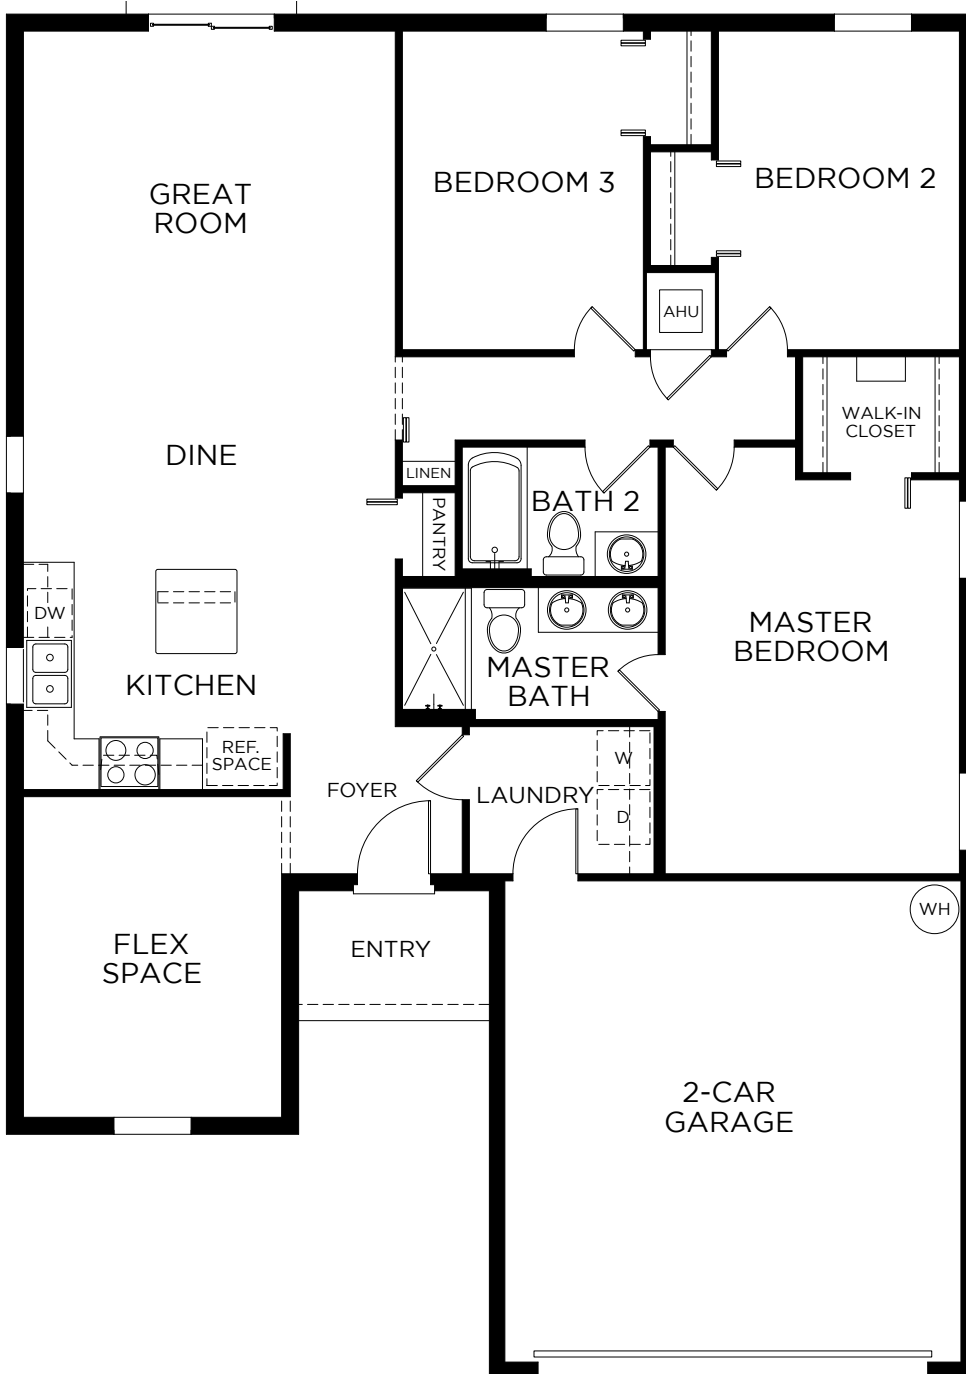 GREAT
ROOM
BEDROOM 3
BEDROOM 2
AHU
WALK-IN
CLOSET
DINE
LINEN
PANTRY
BATH 2
DW
MASTER
BEDROOM
KITCHEN
MASTER
BATH
REF.
SPACE
FOYER
LAUNDRY
W
D
WH
FLEX
SPACE
ENTRY
2-CAR
GARAGE